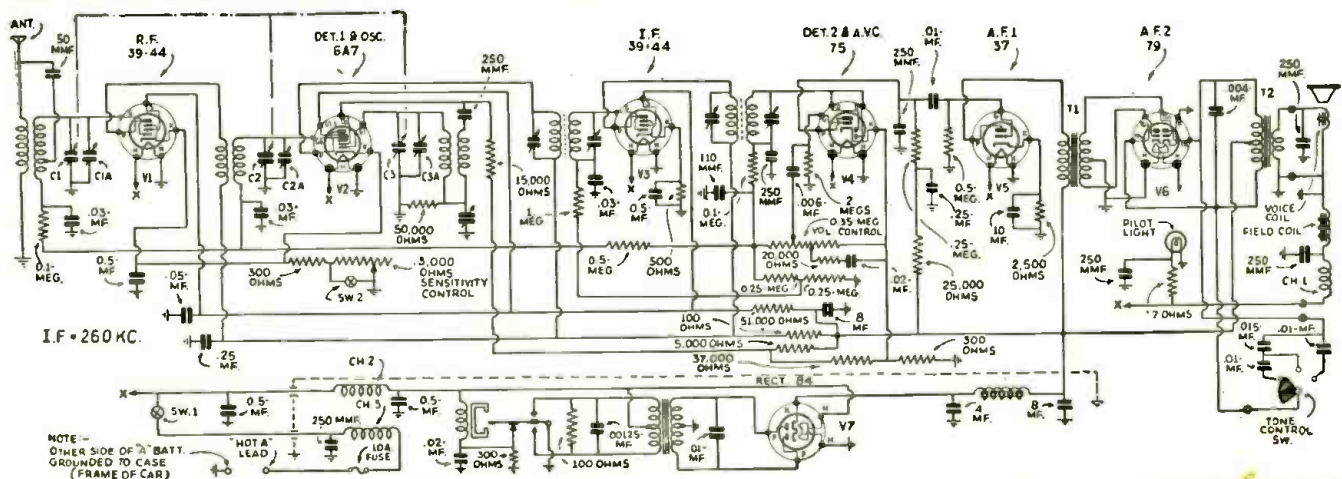 ANT.
50
MMF.
R.F.
39-44
DET.1 & OSC.
6A7
250
MMF.
I.F.
39-44
DET.2 & A.V.C.
75
250
MMF.
.01-
MF.
A.F.1
37
A.F.2
79
250
MMF.
.004-
MF.
T1
T2
C1
C1A
V1
X
C2
C2A
V2
X
C3
C3A
V3
X
V4
X
V5
X
V6
.03-
MF.
0.1-
MEG.
0.5-
MF.
.05-
MF.
.03-
MF.
300
OHMS
50,000
OHMS
3,000
OHMS
SENSITIVITY
CONTROL
SW.2
15,000
OHMS
1
MEG.
.03-
MF.
0.5-
MF.
500
OHMS
0.5-
MEG.
110
MMF.
0.1-
MEG.
250
MMF.
.006-
MF.
2
MEGS
0.35 MEG.
VOL. CONTROL
20,000
OHMS
.02-
MF.
0.25 MEG.
0.25-MEG.
0.5-
MEG.
.25-
MF.
.25-
MEG.
25,000
OHMS
10
MF.
2,500
OHMS
PILOT
LIGHT
250
MMF.
X
7 OHMS
VOICE
COIL
FIELD COIL
250
MMF.
CH.1
.015-
MF.
.01-
MF.
.01-MF.
TONE
CONTROL
SW.
I.F. = 260 KC.
.25
MF.
51,000 OHMS
8
MF.
100
OHMS
5,000
OHMS
37,000
OHMS
300
OHMS
CH.2
RECT. 84
X
SW.1
0.5-
MF.
CH.3
0.5-
MF.
250 MMF.
"HOT A"
LEAD
10A.
FUSE
.02-
MF.
300
OHMS
100 OHMS
.00125-
MF.
.01-
MF.
V7
4
MF.
8
MF.
NOTE:-
OTHER SIDE OF "A" BATT.
GROUNDED TO CASE
(FRAME OF CAR)